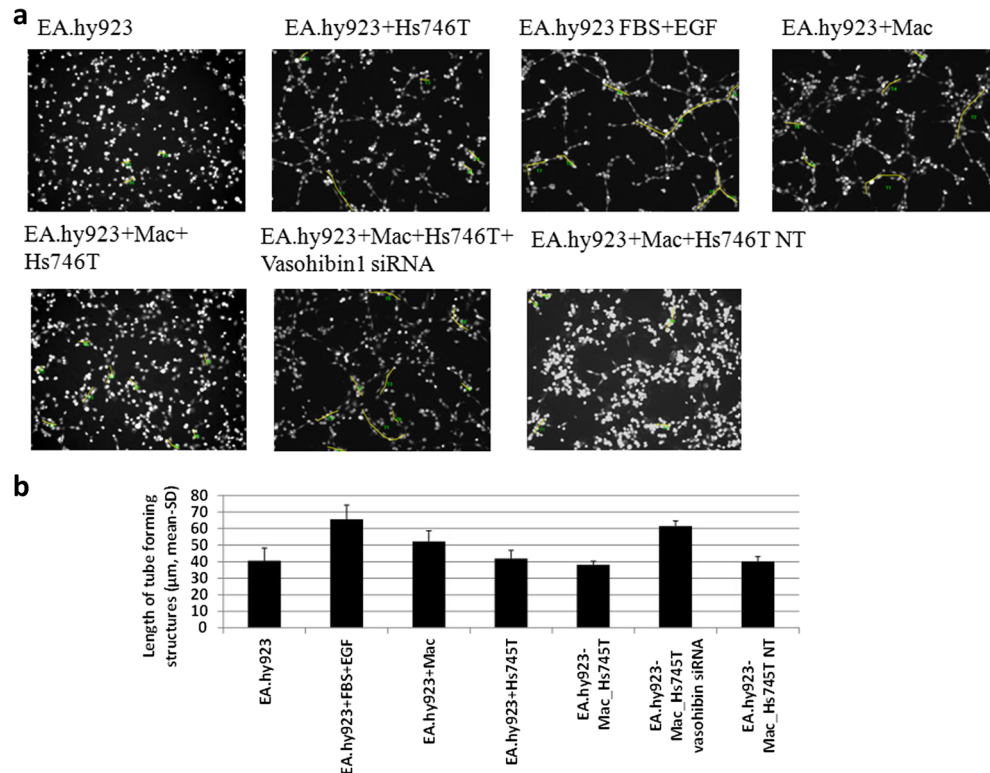 a
EA.hy923
EA.hy923+Hs746T
EA.hy923 FBS+EGF
EA.hy923+Mac
EA.hy923+Mac+
Hs746T
EA.hy923+Mac+Hs746T+
Vasohibin1 siRNA
EA.hy923+Mac+Hs746T NT
b
Length of tube forming
structures (µm, mean-SD)
80
70
60
50
40
30
20
10
0
EA.hy923
EA.hy923+FBS+EGF
EA.hy923+Mac
EA.hy923+Hs745T
EA.hy923-
Mac_Hs745T
EA.hy923-
Mac_Hs745T
vasohibin siRNA
EA.hy923-
Mac_Hs745T NT